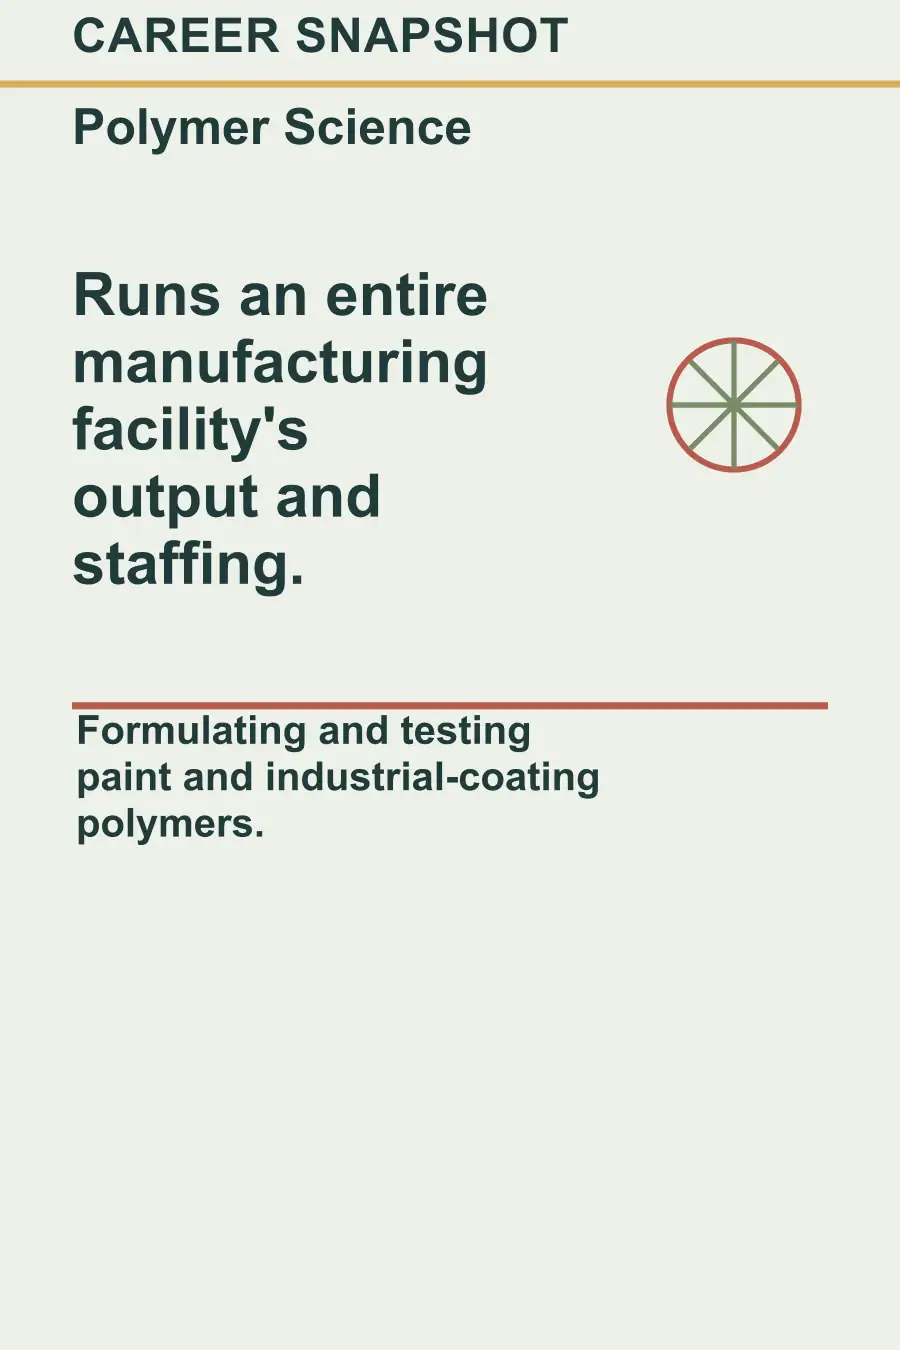 CAREER SNAPSHOT
Polymer Science
Runs an entire
manufacturing
facility's
output and
staffing.
Formulating and testing
paint and industrial-coating
polymers.